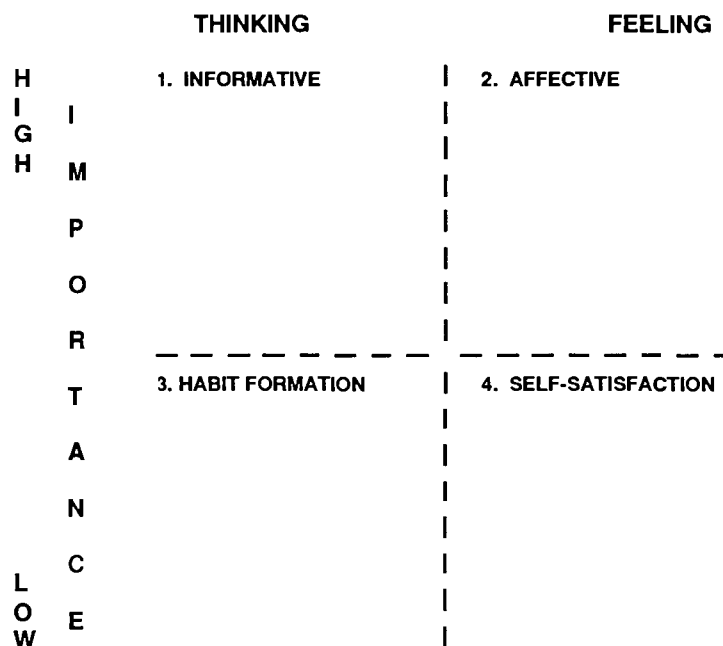 THINKING FEELING
HIGH
IMPORTANCE
1. INFORMATIVE
2. AFFECTIVE
3. HABIT FORMATION
4. SELF-SATISFACTION
LOW